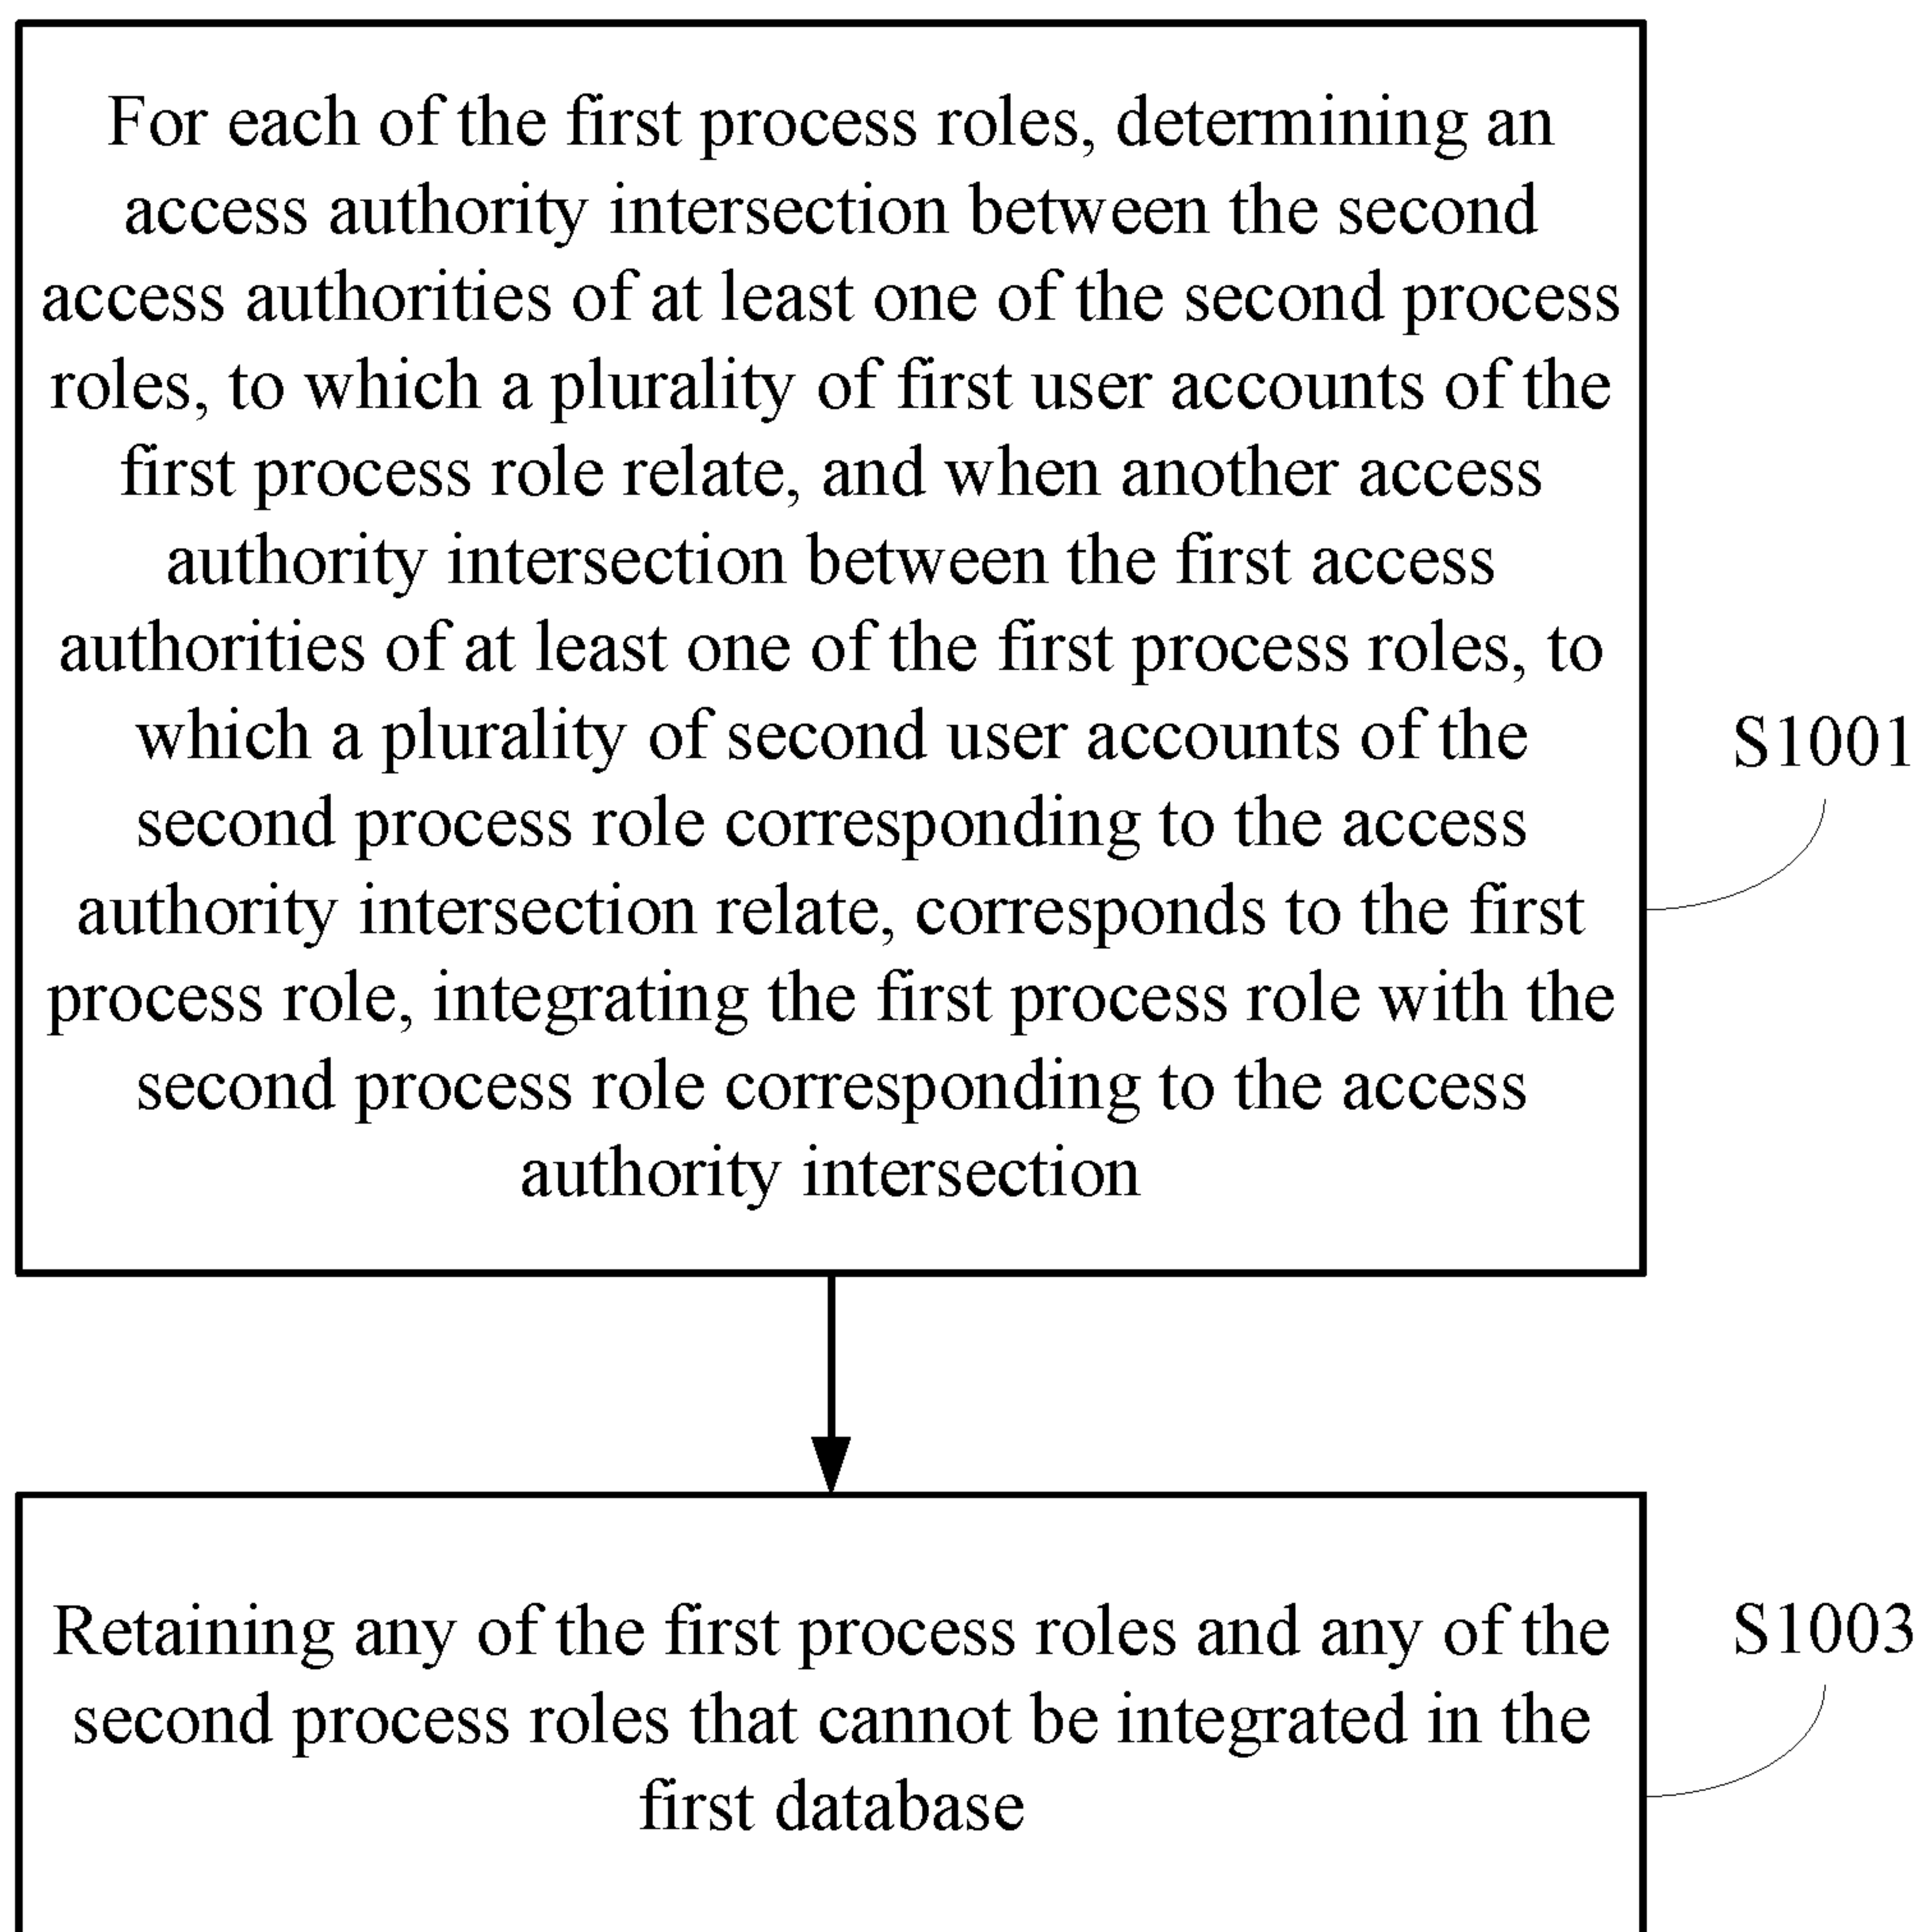 For each of the first process roles, determining an
access authority intersection between the second
access authorities of at least one of the second process
roles, to which a plurality of first user accounts of the
first process role relate, and when another access
authority intersection between the first access
authorities of at least one of the first process roles, to
which a plurality of second user accounts of the
second process role corresponding to the access
authority intersection relate, corresponds to the first
process role, integrating the first process role with the
second process role corresponding to the access
authority intersection
S1001
Retaining any of the first process roles and any of the
second process roles that cannot be integrated in the
first database
S1003